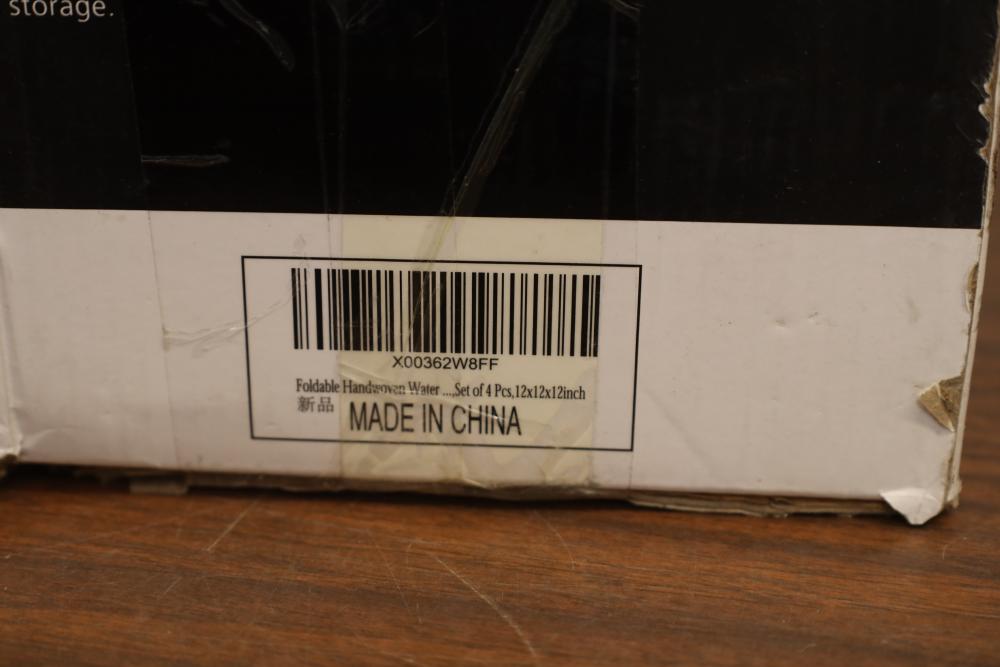 storage.
X00362W8FF
Foldable Handwoven Water ...,Set of 4 Pcs,12x12x12inch
新品
MADE IN CHINA